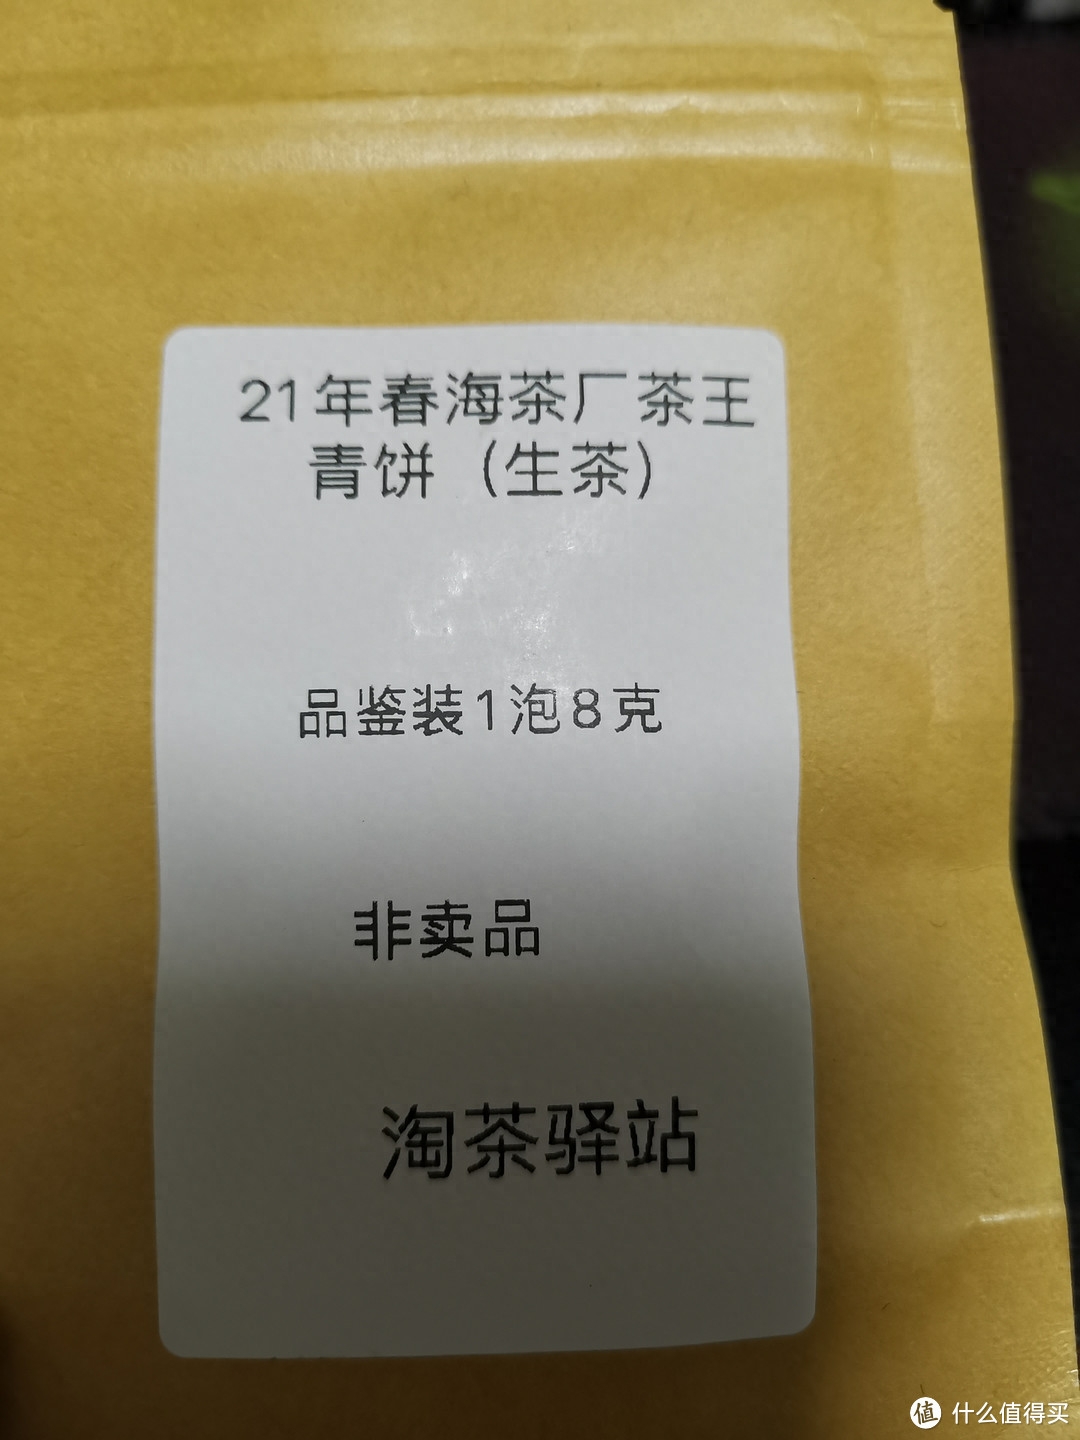 21年春海茶厂茶王
青饼（生茶）
品鉴装1泡8克
非卖品
淘茶驿站
值 什么值得买